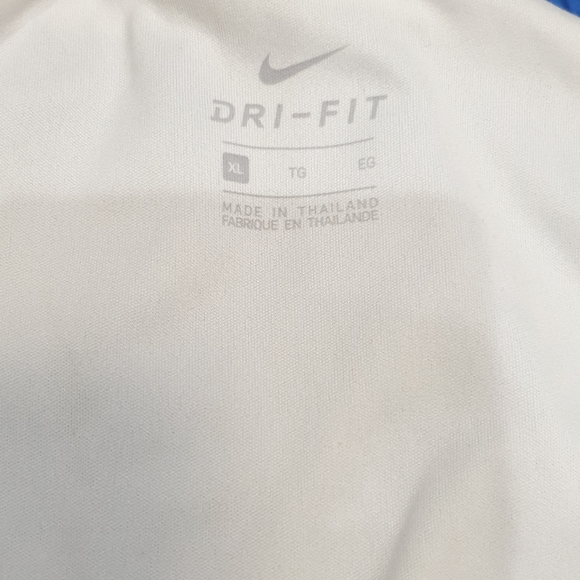 DRI-FIT
XL TG EG
MADE IN THAILAND
FABRIQUE EN THAILANDE